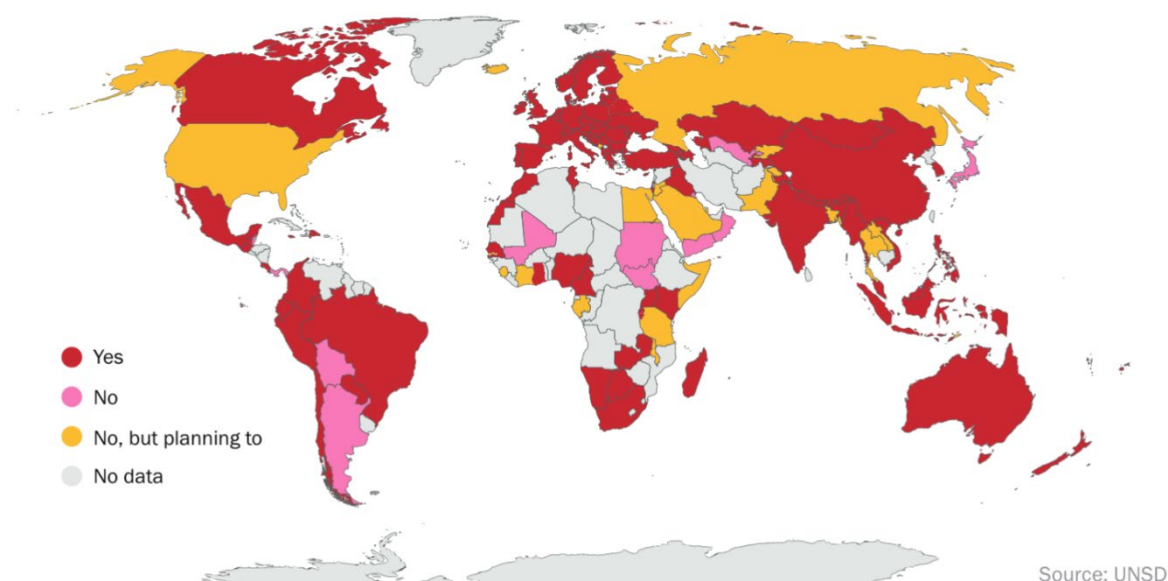 Yes
No
No, but planning to
No data
Source: UNSD